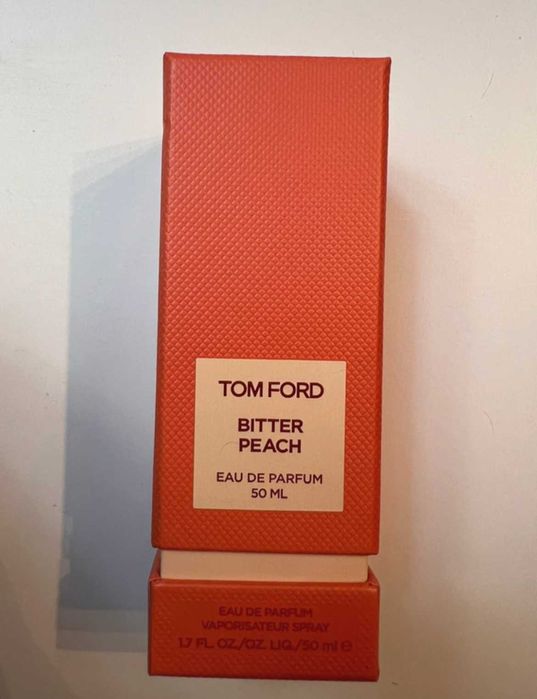 TOM FORD
BITTER
PEACH
EAU DE PARFUM
50 ML
EAU DE PARFUM
VAPORISATEUR SPRAY
1.7 FL. OZ./OZ. LIQ./50 ml ℮